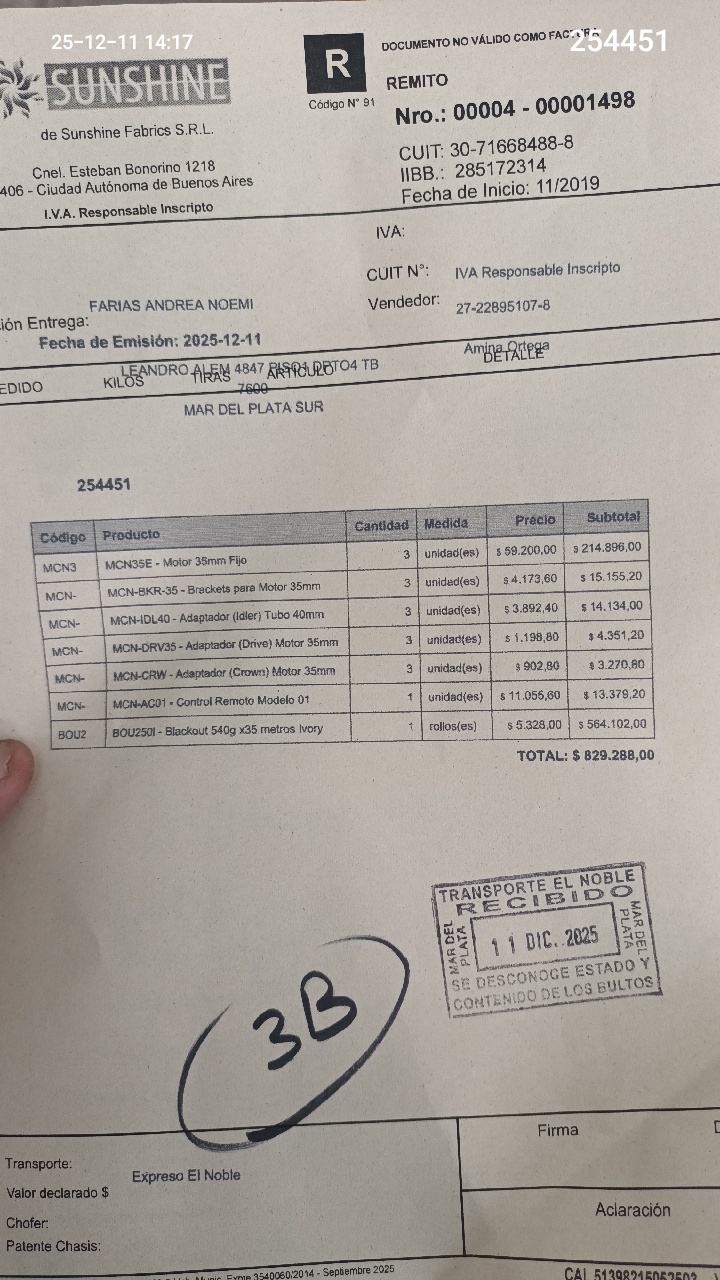 25-12-11 14:17
254451
SUNSHINE
de Sunshine Fabrics S.R.L.
Cnel. Esteban Bonorino 1218
406 - Ciudad Autónoma de Buenos Aires
I.V.A. Responsable Inscripto
R
Código N° 91
DOCUMENTO NO VÁLIDO COMO FACTURA
REMITO
Nro.: 00004 - 00001498
CUIT: 30-71668488-8
IIBB.: 285172314
Fecha de Inicio: 11/2019
IVA:
CUIT N°: IVA Responsable Inscripto
Vendedor: 27-22895107-8
FARIAS ANDREA NOEMI
ión Entrega:
Fecha de Emisión: 2025-12-11
Amina Ortega
DETALLE
LEANDRO ALEM 4847 PISO1 DPTO4 TB
EDIDO KILOS TIRAS ARTICULO
7600
MAR DEL PLATA SUR
254451
Código Producto Cantidad Medida Precio Subtotal
MCN3 MCN35E - Motor 35mm Fijo 3 unidad(es) $ 59.200,00 $ 214.896,00
MCN- MCN-BKR-35 - Brackets para Motor 35mm 3 unidad(es) $ 4.173,60 $ 15.155,20
MCN- MCN-IDL40 - Adaptador (Idler) Tubo 40mm 3 unidad(es) $ 3.892,40 $ 14.134,00
MCN- MCN-DRV35 - Adaptador (Drive) Motor 35mm 3 unidad(es) $ 1.198,80 $ 4.351,20
MCN- MCN-CRW - Adaptador (Crown) Motor 35mm 3 unidad(es) $ 902,80 $ 3.270,80
MCN- MCN-AC01 - Control Remoto Modelo 01 1 unidad(es) $ 11.055,60 $ 13.379,20
BOU2 BOU250I - Blackout 540g x35 metros Ivory 1 rollos(es) $ 5.328,00 $ 564.102,00
TOTAL: $ 829.288,00
TRANSPORTE EL NOBLE
RECIBIDO
MAR DEL PLATA
11 DIC. 2025
MAR DEL PLATA
SE DESCONOCE ESTADO Y
CONTENIDO DE LOS BULTOS
3B
Transporte: Expreso El Noble
Valor declarado $
Chofer:
Patente Chasis:
Firma
Aclaración
3540060/2014 - Septiembre 2025